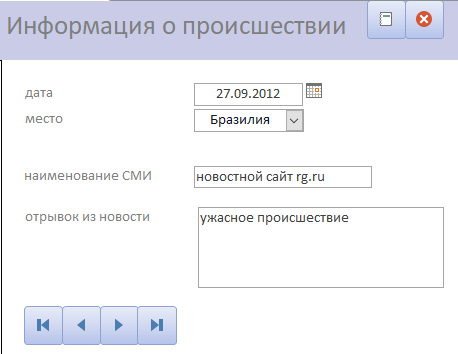 Информация о происшествии
дата 27.09.2012
место Бразилия
наименование СМИ новостной сайт rg.ru
отрывок из новости ужасное происшествие